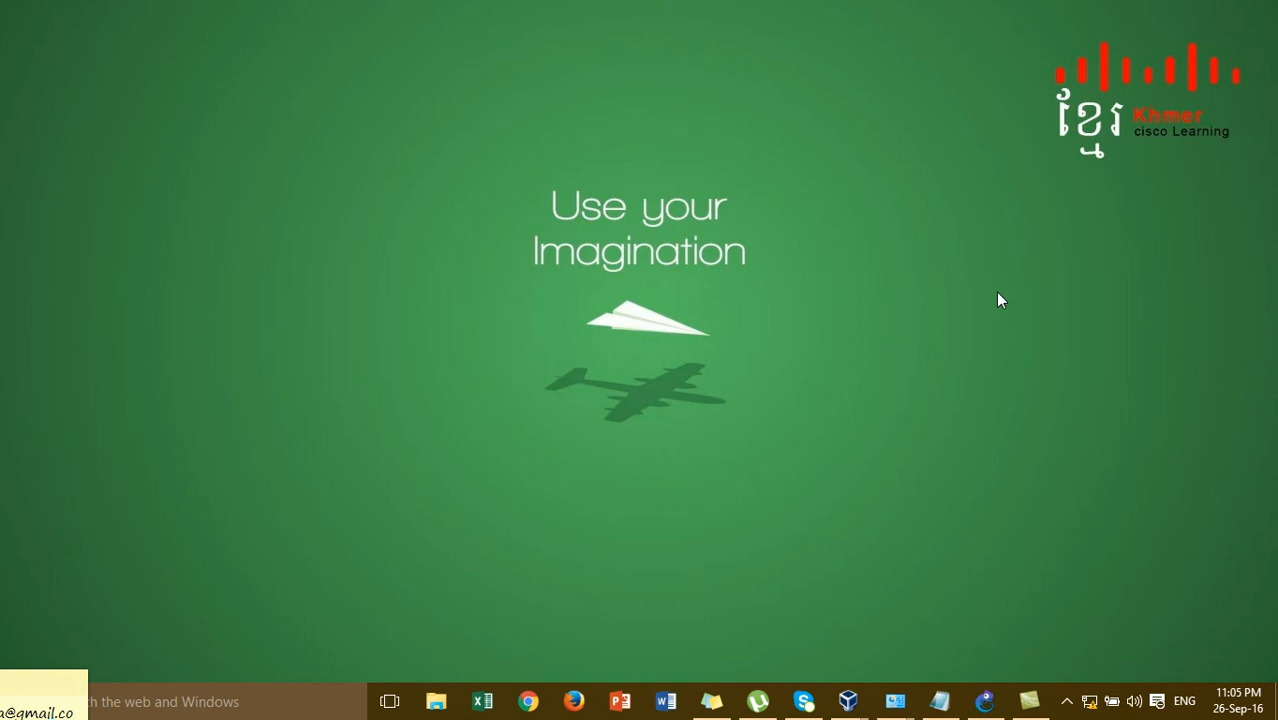 ខ្មែរ
Khmer
cisco Learning
Use your
Imagination
a@gmail.co
h the web and Windows
ENG
11:05 PM
26-Sep-16